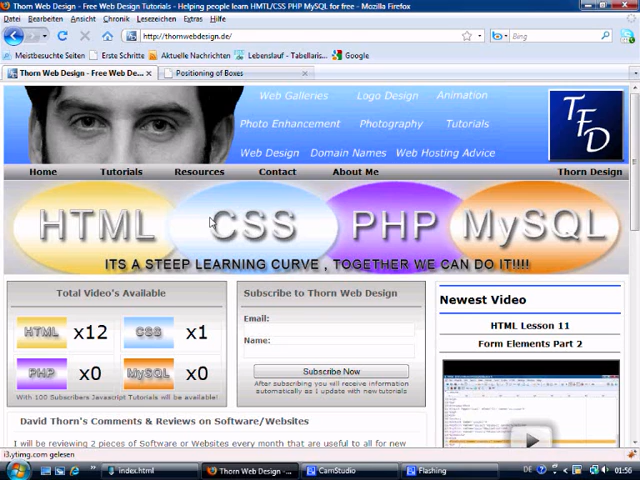 Thorn Web Design - Free Web Design Tutorials - Helping people learn HMTL/CSS PHP MySQL for free - Mozilla Firefox
Datei Bearbeiten Ansicht Chronik Lesezeichen Extras Hilfe
http://thornwebdesign.de/
Bing
Meistbesuchte Seiten Erste Schritte Aktuelle Nachrichten Lebenslauf - Tabellaris... Google
Thorn Web Design - Free Web De... Positioning of Boxes
Web Galleries Logo Design Animation
Photo Enhancement Photography Tutorials
Web Design Domain Names Web Hosting Advice
TFD
Home Tutorials Resources Contact About Me Thorn Design
HTML CSS PHP MySQL
ITS A STEEP LEARNING CURVE , TOGETHER WE CAN DO IT!!!!
Total Video's Available
HTML x12 CSS x1
PHP x0 MySQL x0
With 100 Subscribers Javascript Tutorials will be available!
Subscribe to Thorn Web Design
Email:
Name:
Subscribe Now
After subscribing you will receive information
automatically as 1 update with new tutorials
Newest Video
HTML Lesson 11
Form Elements Part 2
David Thorn's Comments & Reviews on Software/Websites
I will be reviewing 2 pieces of Software or Websites every month that are useful to all for new
i3.ytimg.com gelesen
index.html Thorn Web Design -... CamStudio Flashing DE 01:56